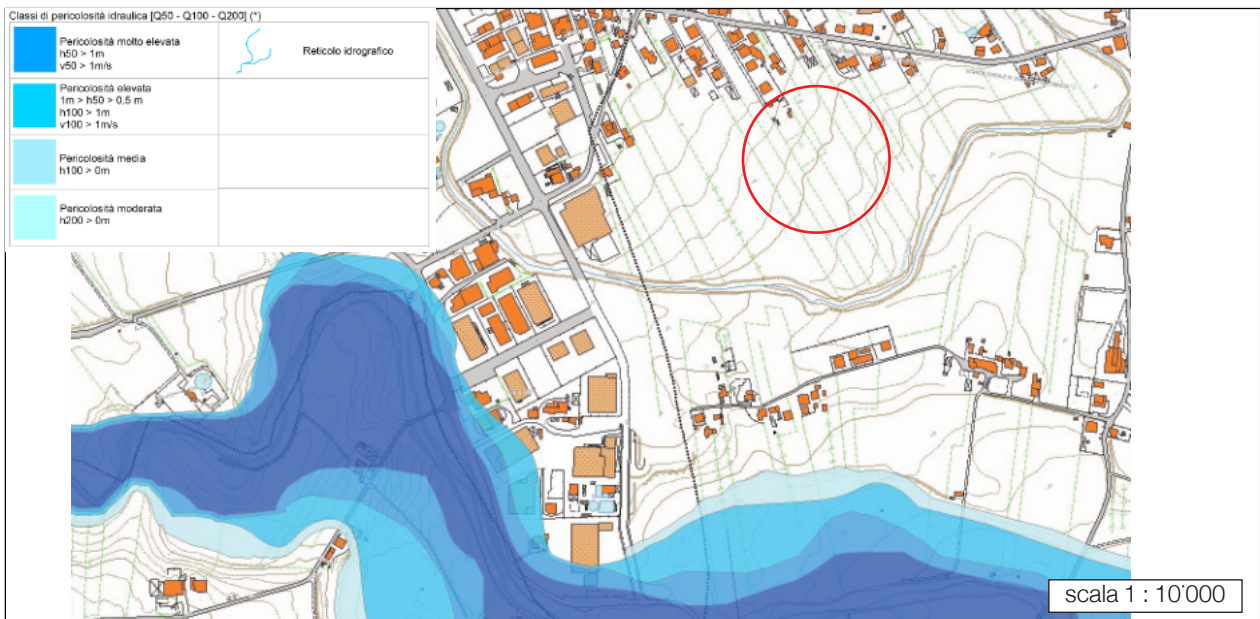 Classi di pericolosità idraulica [Q50 - Q100 - Q200] (*)
Pericolosità molto elevata
h50 > 1m
v50 > 1m/s
Reticolo idrografico
Pericolosità elevata
1m > h50 > 0.5 m
h100 > 1m
v100 > 1m/s
Pericolosità media
h100 > 0m
Pericolosità moderata
h200 > 0m
scala 1 : 10'000